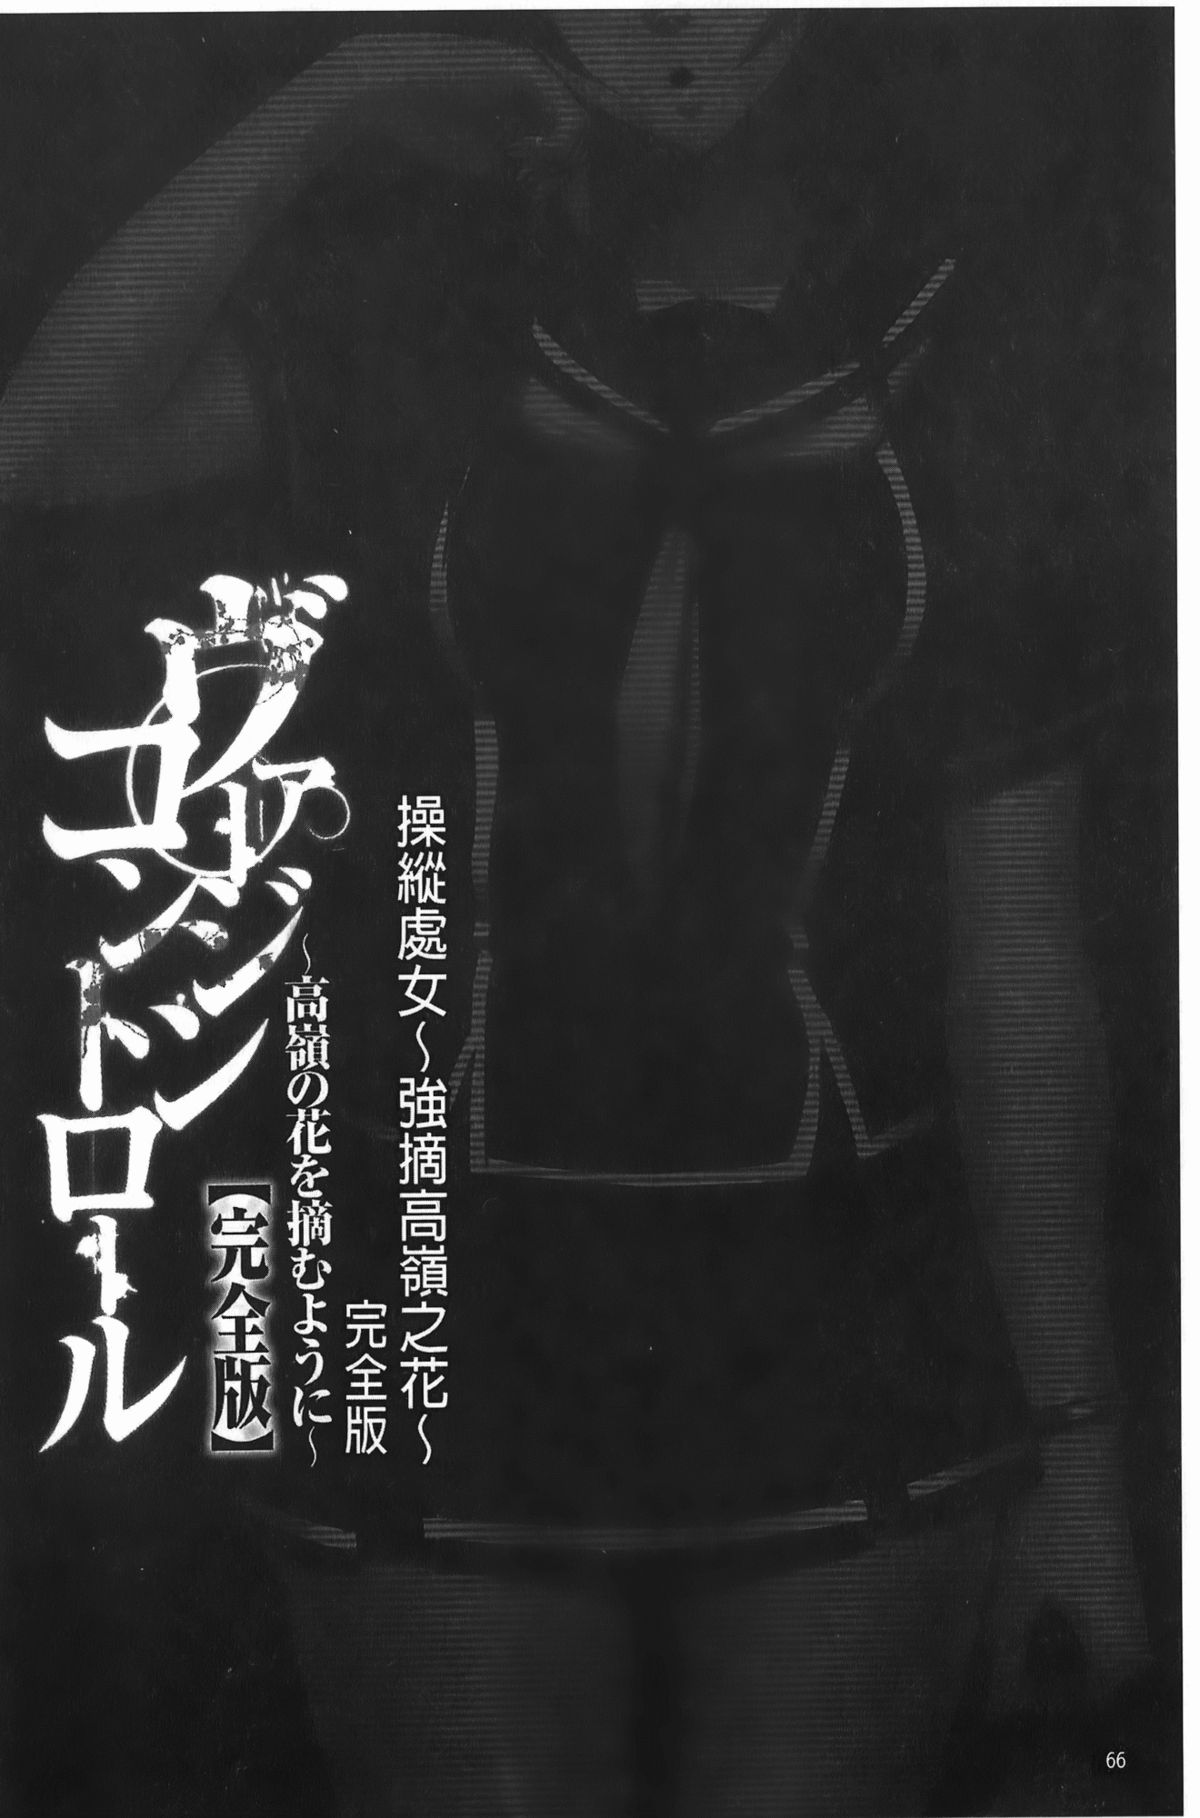 操縱處女～強摘高嶺之花～
完全版
ヴァージン
コントロール
～高嶺の花を摘むように～
【完全版】
66